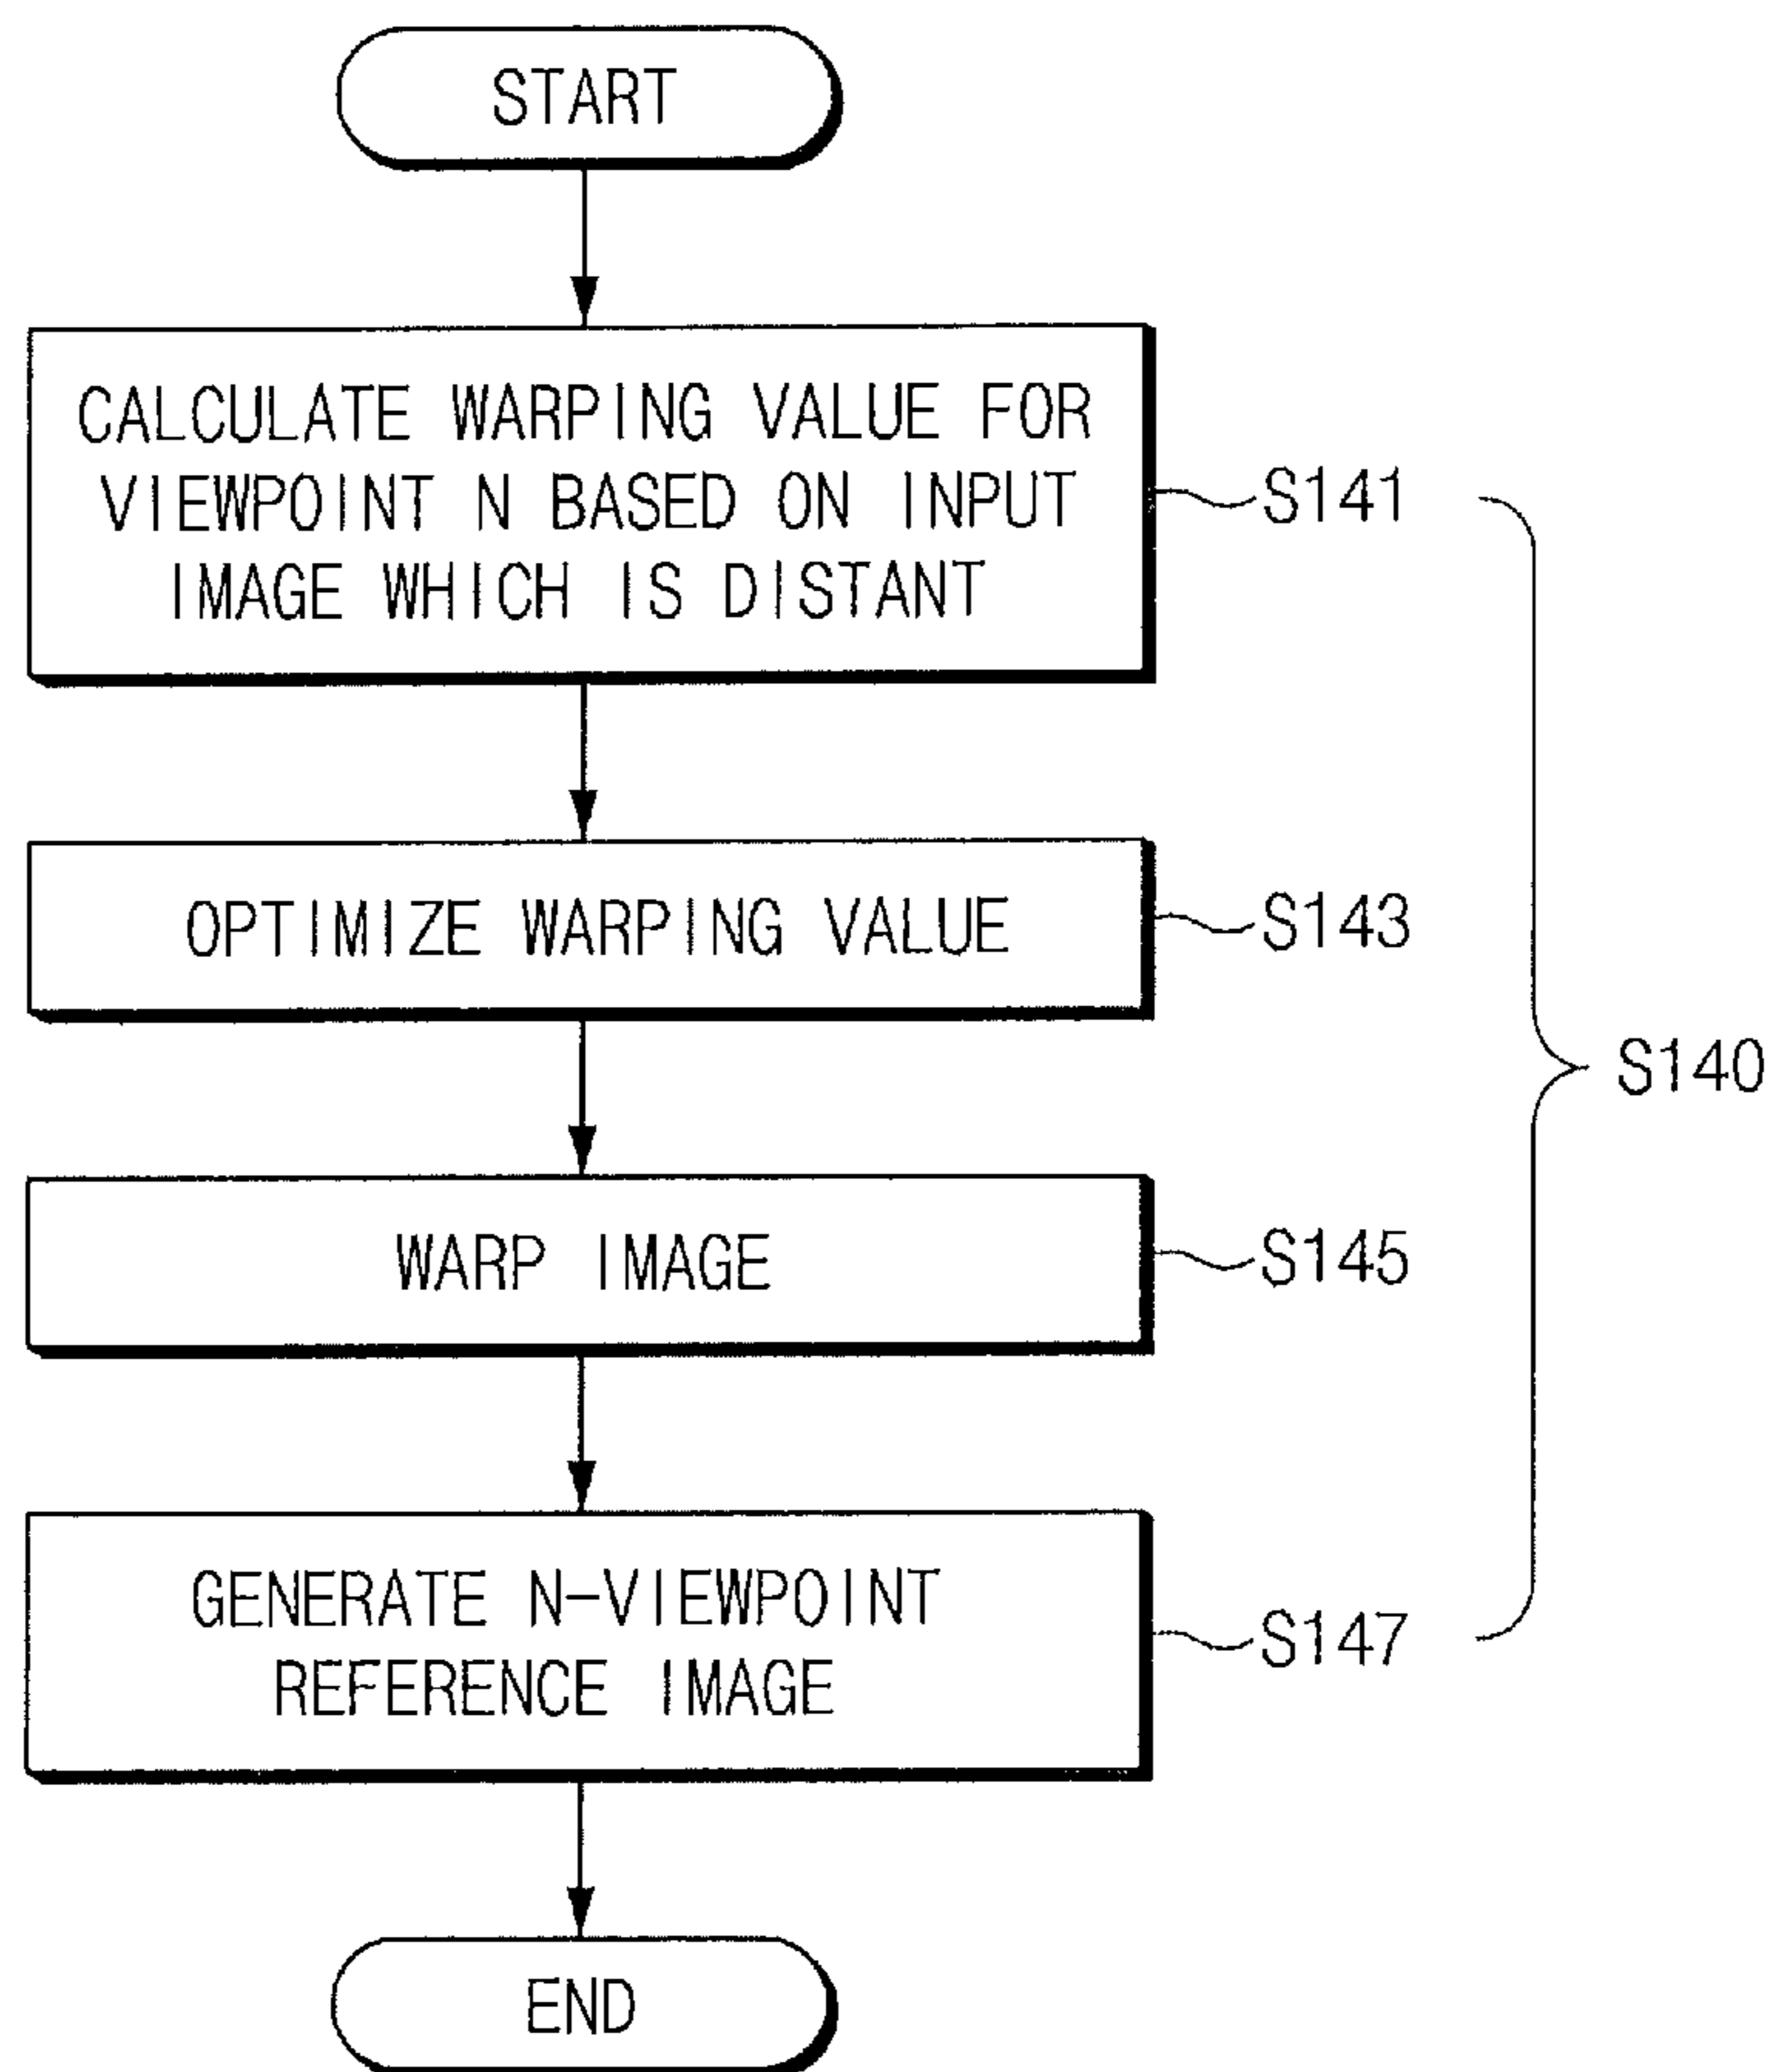 START
CALCULATE WARPING VALUE FOR
VIEWPOINT N BASED ON INPUT
IMAGE WHICH IS DISTANT
S141
OPTIMIZE WARPING VALUE
S143
S140
WARP IMAGE
S145
GENERATE N-VIEWPOINT
REFERENCE IMAGE
S147
END